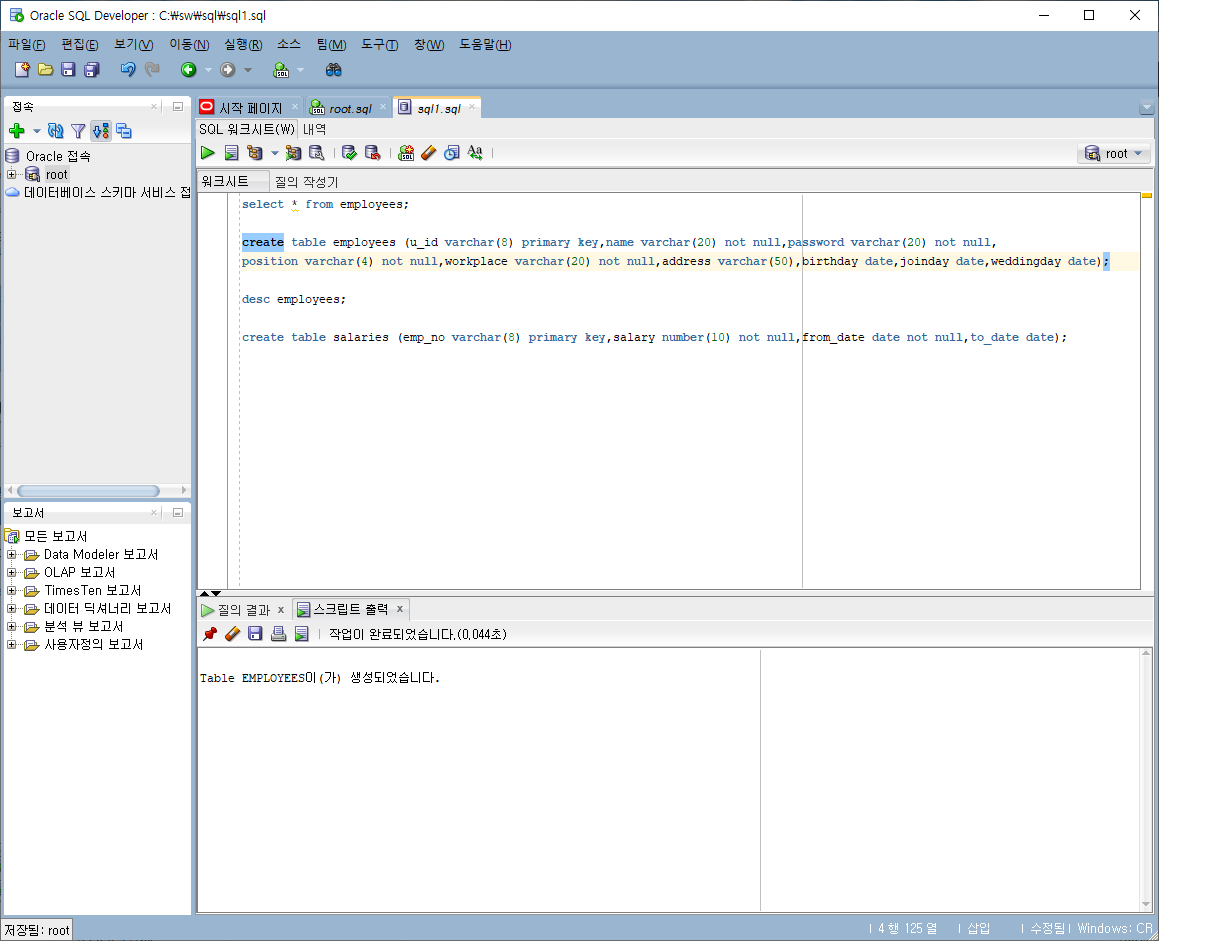 Oracle SQL Developer : C:₩sw₩sql₩sql1.sql
파일(F) 편집(E) 보기(V) 이동(N) 실행(R) 소스 팀(M) 도구(T) 창(W) 도움말(H)
접속
Oracle 접속
root
데이터베이스 스키마 서비스 접
보고서
모든 보고서
Data Modeler 보고서
OLAP 보고서
TimesTen 보고서
데이터 딕셔너리 보고서
분석 뷰 보고서
사용자정의 보고서
시작 페이지 root.sql sql1.sql
SQL 워크시트(W) 내역
root
워크시트 질의 작성기
select * from employees;
create table employees (u_id varchar(8) primary key,name varchar(20) not null,password varchar(20) not null,
position varchar(4) not null,workplace varchar(20) not null,address varchar(50),birthday date,joinday date,weddingday date);
desc employees;
create table salaries (emp_no varchar(8) primary key,salary number(10) not null,from_date date not null,to_date date);
질의 결과 x 스크립트 출력 x
작업이 완료되었습니다.(0,044초)
Table EMPLOYEES이(가) 생성되었습니다.
저장됨: root
4 행 125 열 삽입 수정됨 Windows: CR